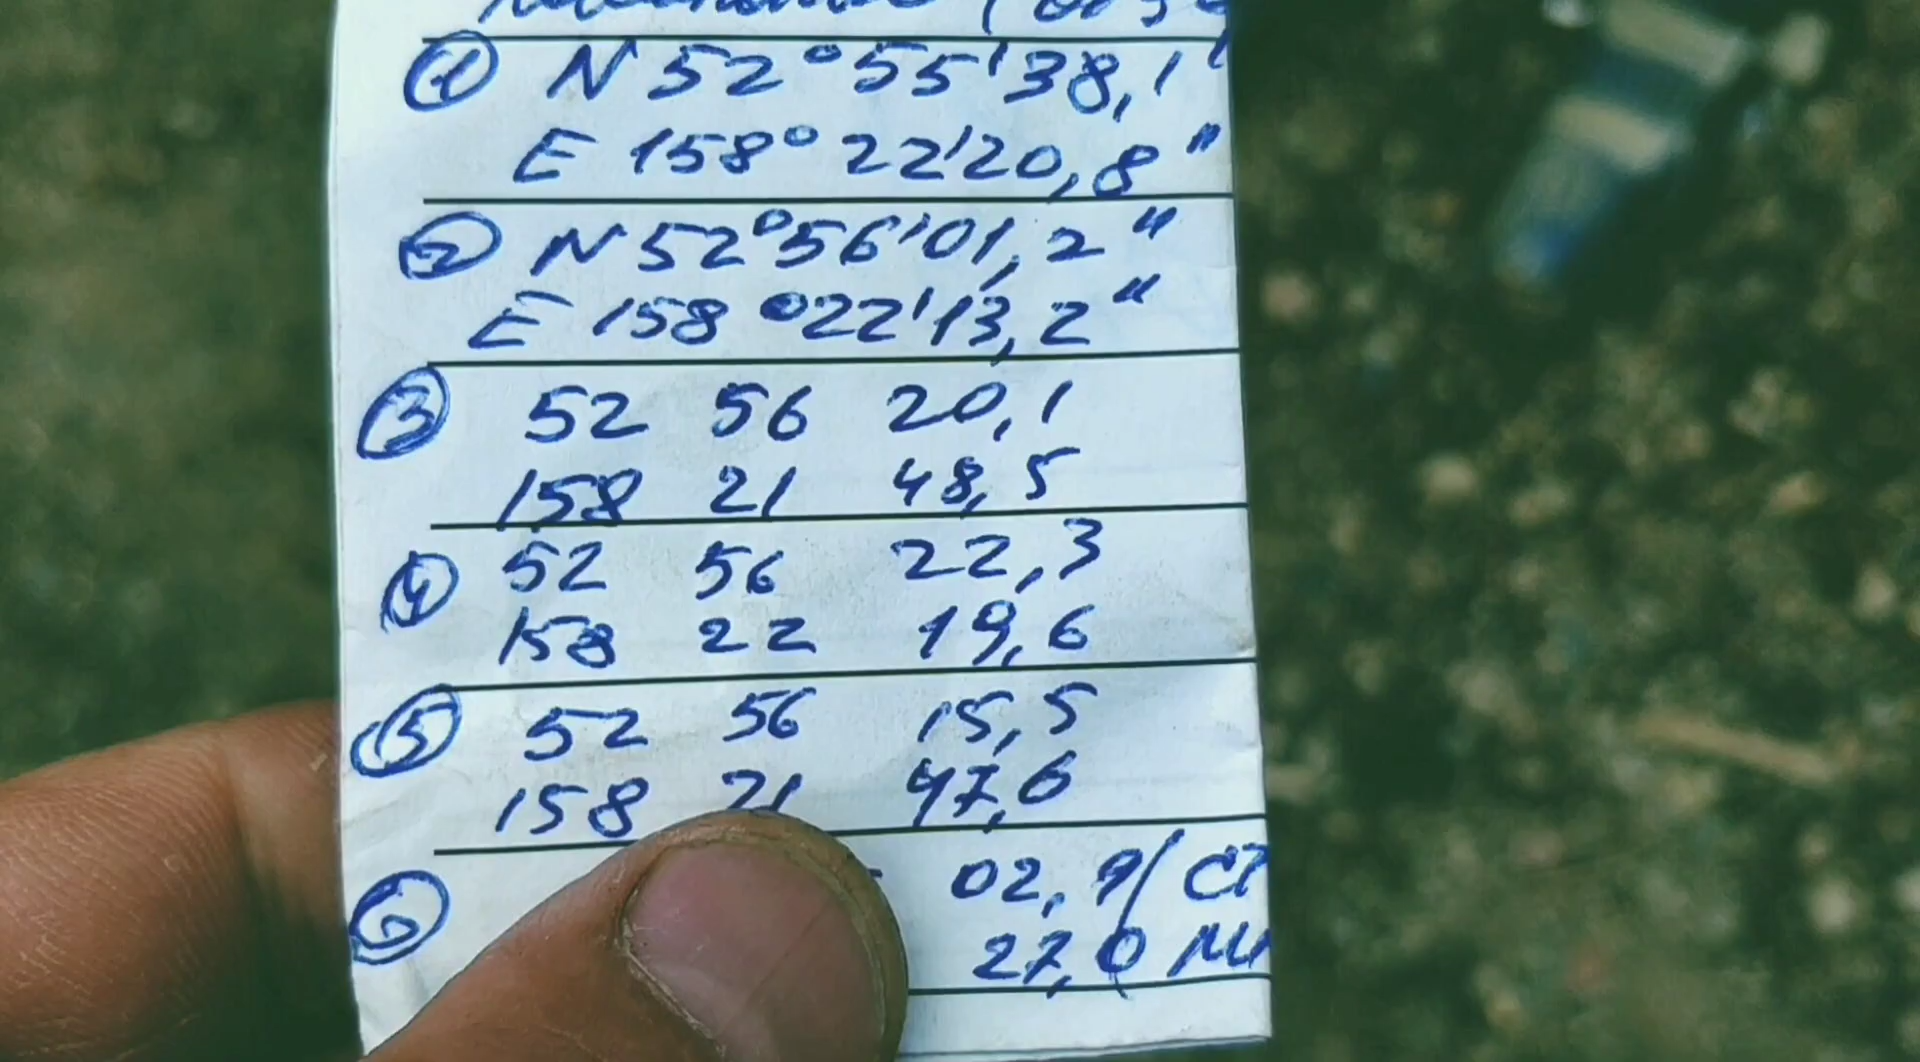 ① N 52°55'38,1"
E 158°22'20,8"
② N 52°56'01,2"
E 158°22'13,2"
③ 52 56 20,1
158 21 48,5
④ 52 56 22,3
158 22 19,6
⑤ 52 56 15,5
158 21 47,6
⑥ 02,9
27,0